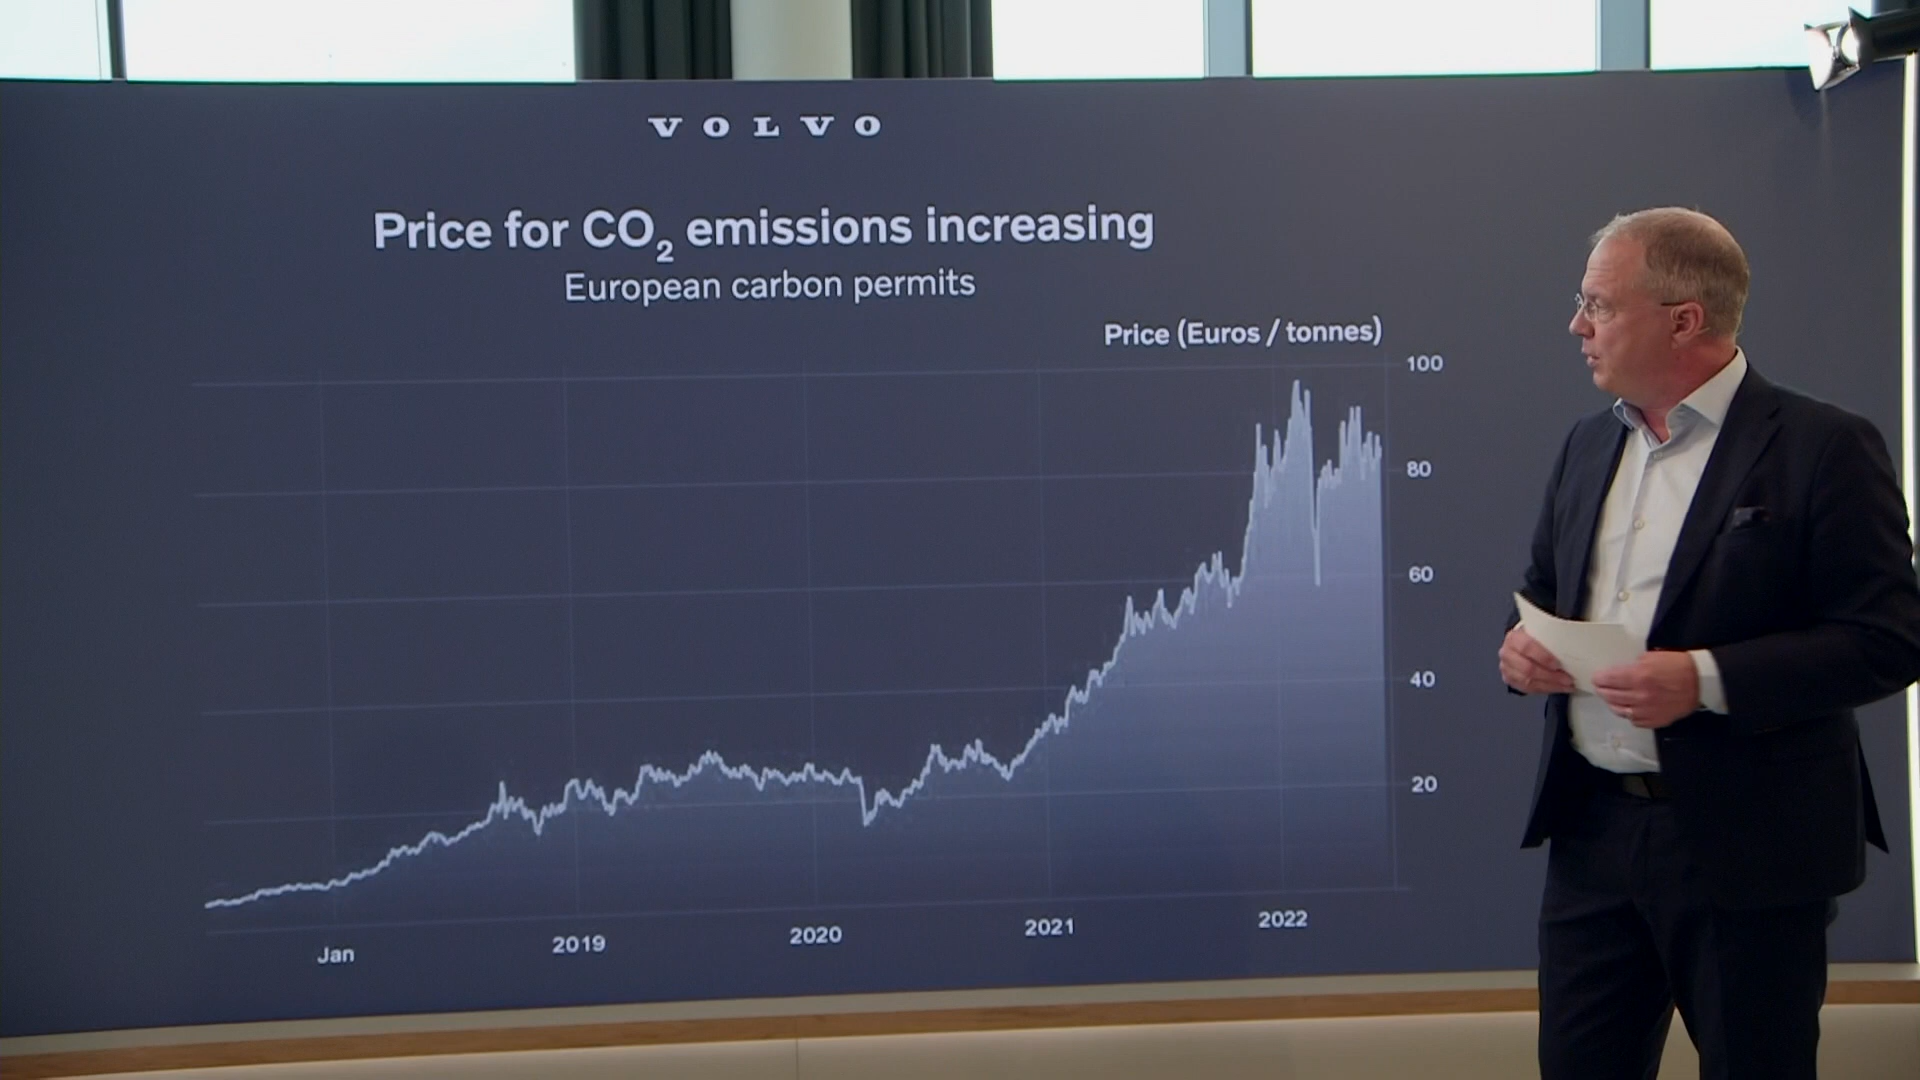 VOLVO
Price for CO₂ emissions increasing
European carbon permits
Price (Euros / tonnes)
100
80
60
40
20
Jan
2019
2020
2021
2022